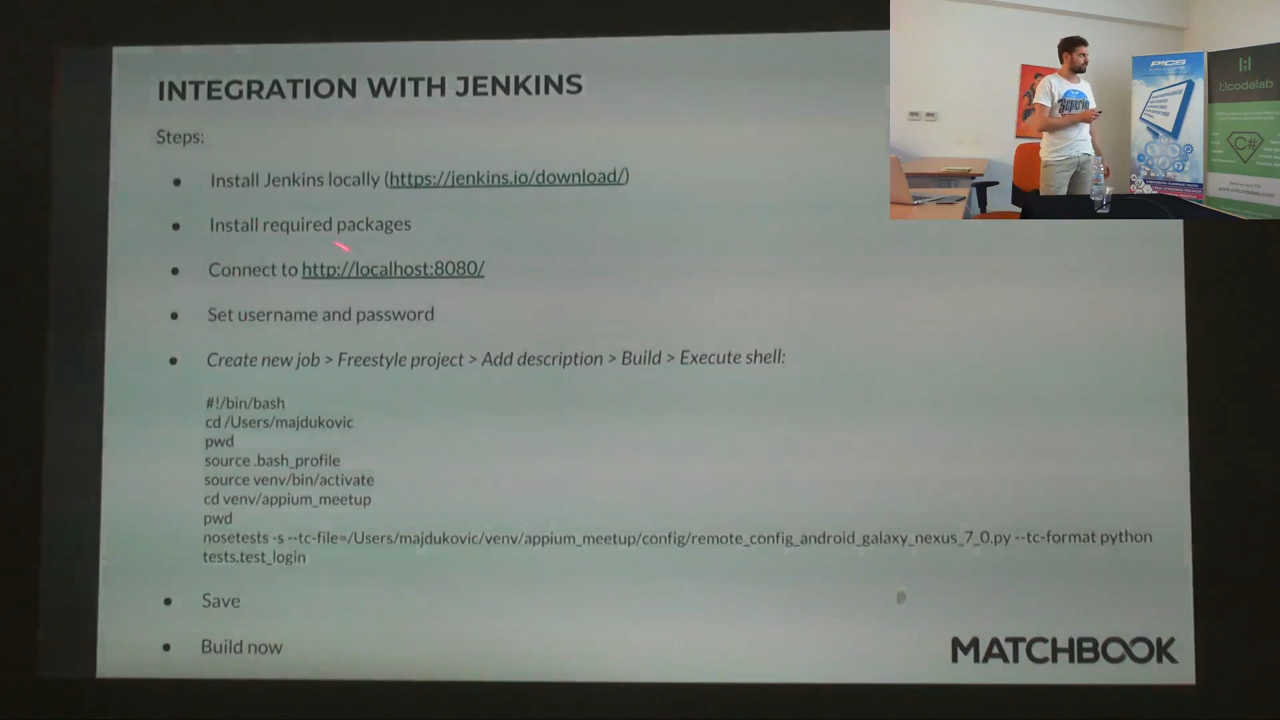 INTEGRATION WITH JENKINS
Steps:
● Install Jenkins locally (https://jenkins.io/download/)
● Install required packages
● Connect to http://localhost:8080/
● Set username and password
● Create new job > Freestyle project > Add description > Build > Execute shell:
#!/bin/bash
cd /Users/majdukovic
pwd
source .bash_profile
source venv/bin/activate
cd venv/appium_meetup
pwd
nosetests -s --tc-file=/Users/majdukovic/venv/appium_meetup/config/remote_config_android_galaxy_nexus_7_0.py --tc-format python
tests.test_login
● Save
● Build now
MATCHBOOK
Superior
PICS
codelab
C#